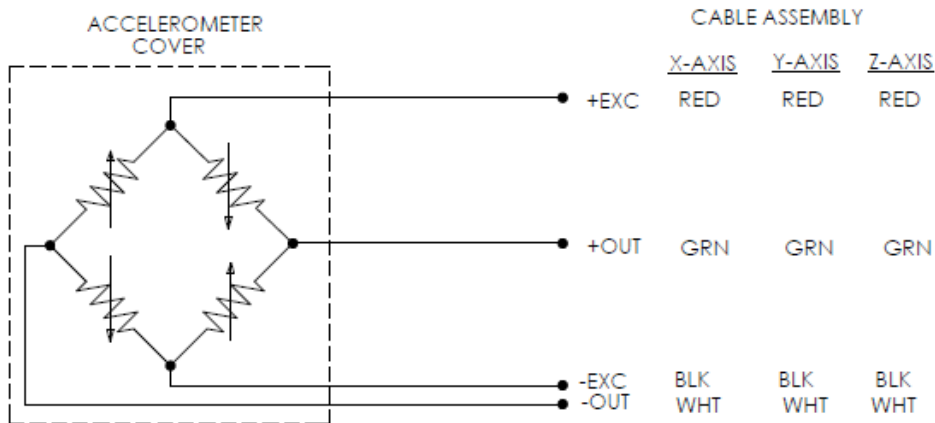 ACCELEROMETER
COVER
CABLE ASSEMBLY
X-AXIS Y-AXIS Z-AXIS
+EXC RED RED RED
+OUT GRN GRN GRN
-EXC BLK BLK BLK
-OUT WHT WHT WHT